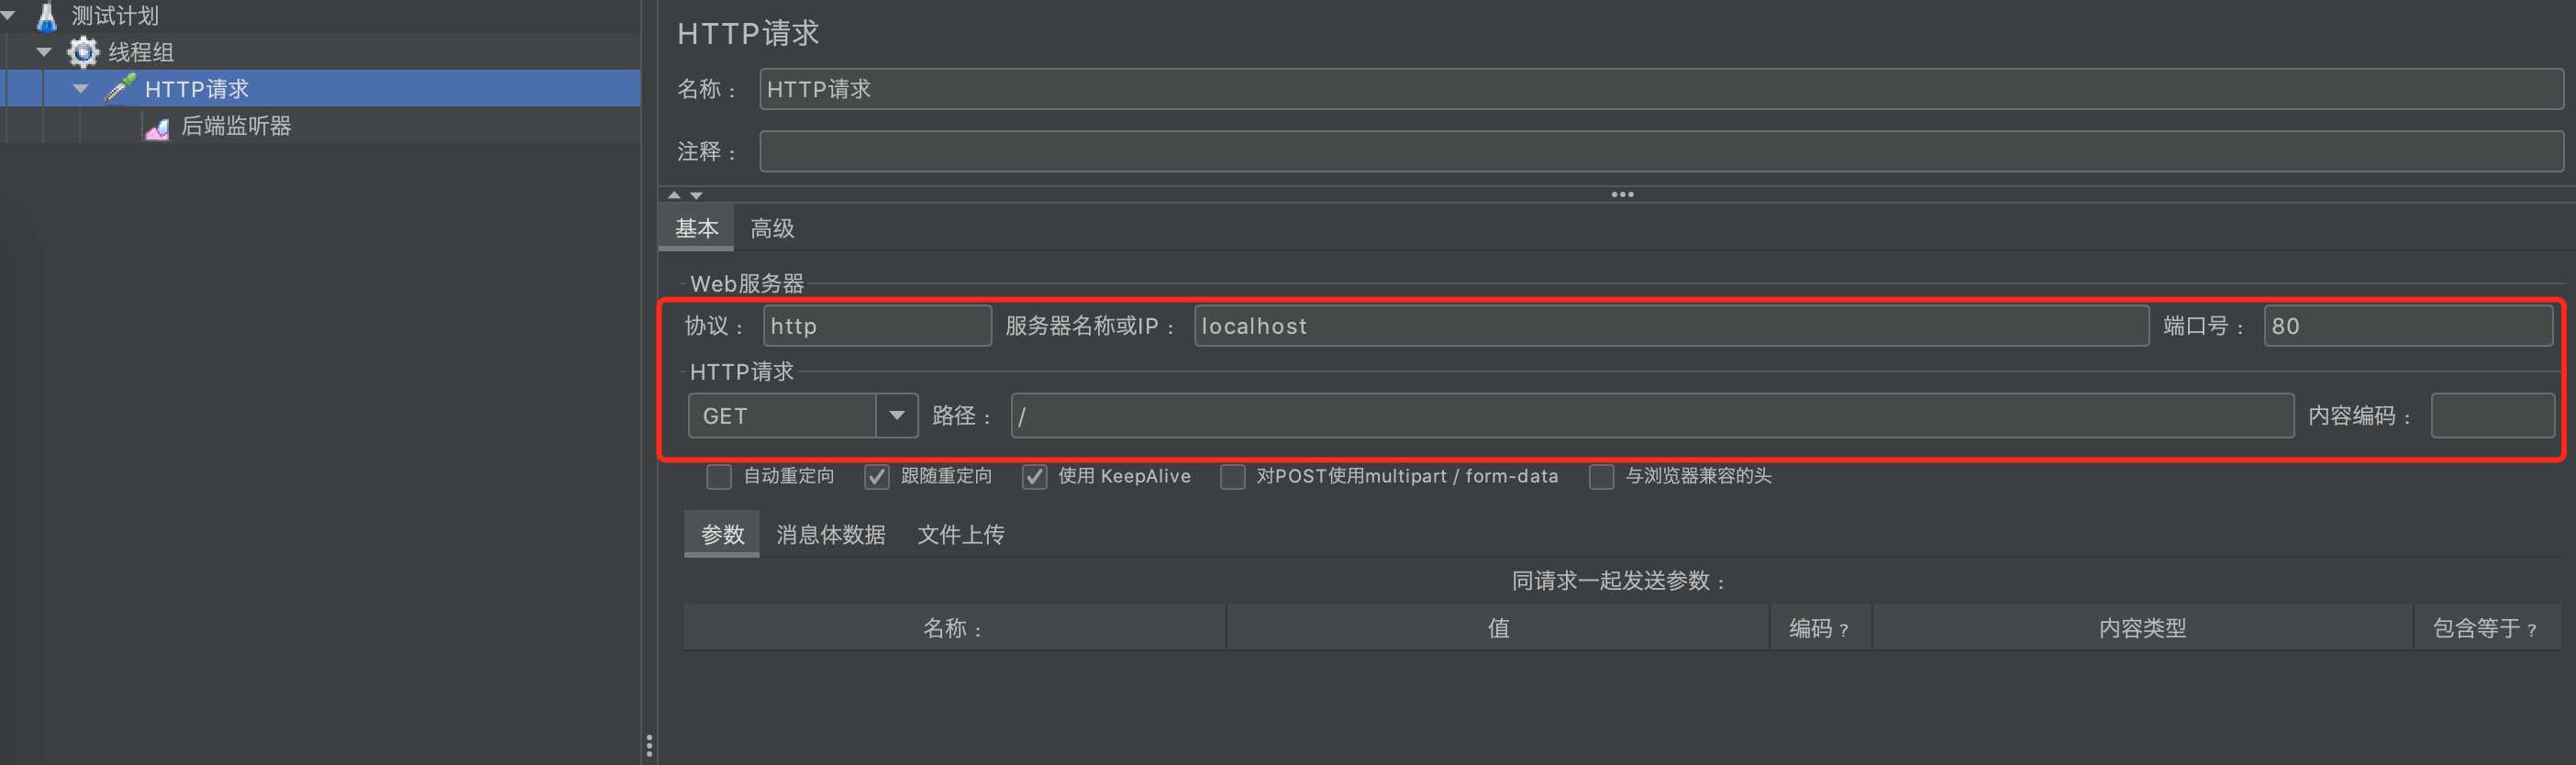 测试计划
线程组
HTTP请求
后端监听器
HTTP请求
名称： HTTP请求
注释：
基本 高级
Web服务器
协议： http 服务器名称或IP： localhost 端口号： 80
HTTP请求
GET 路径： / 内容编码：
自动重定向 跟随重定向 使用 KeepAlive 对POST使用multipart / form-data 与浏览器兼容的头
参数 消息体数据 文件上传
同请求一起发送参数：
名称： 值 编码？ 内容类型 包含等于？